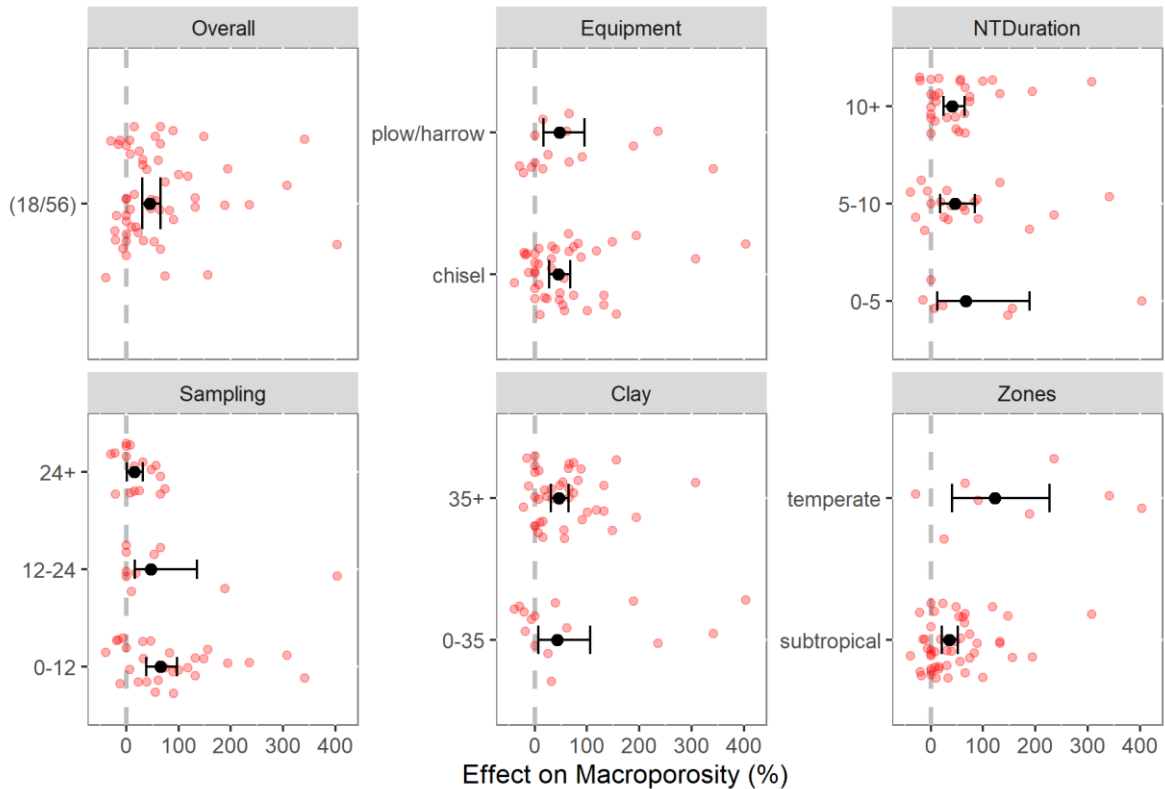 Overall
Equipment
NTDuration
(18/56)
plow/harrow
chisel
10+
5-10
0-5
Sampling
Clay
Zones
24+
12-24
0-12
35+
0-35
temperate
subtropical
0 100 200 300 400
0 100 200 300 400
0 100 200 300 400
Effect on Macroporosity (%)